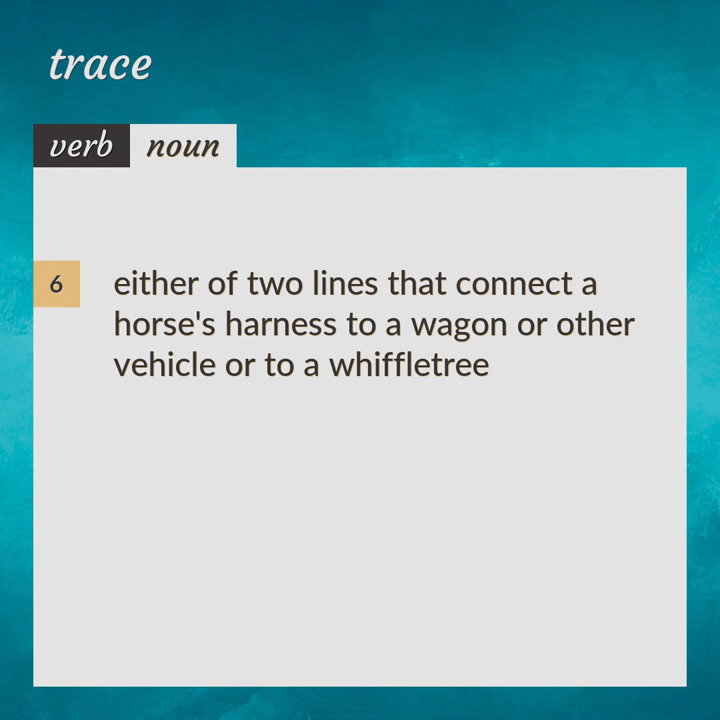 trace
verb noun
6 either of two lines that connect a
horse's harness to a wagon or other
vehicle or to a whiffletree